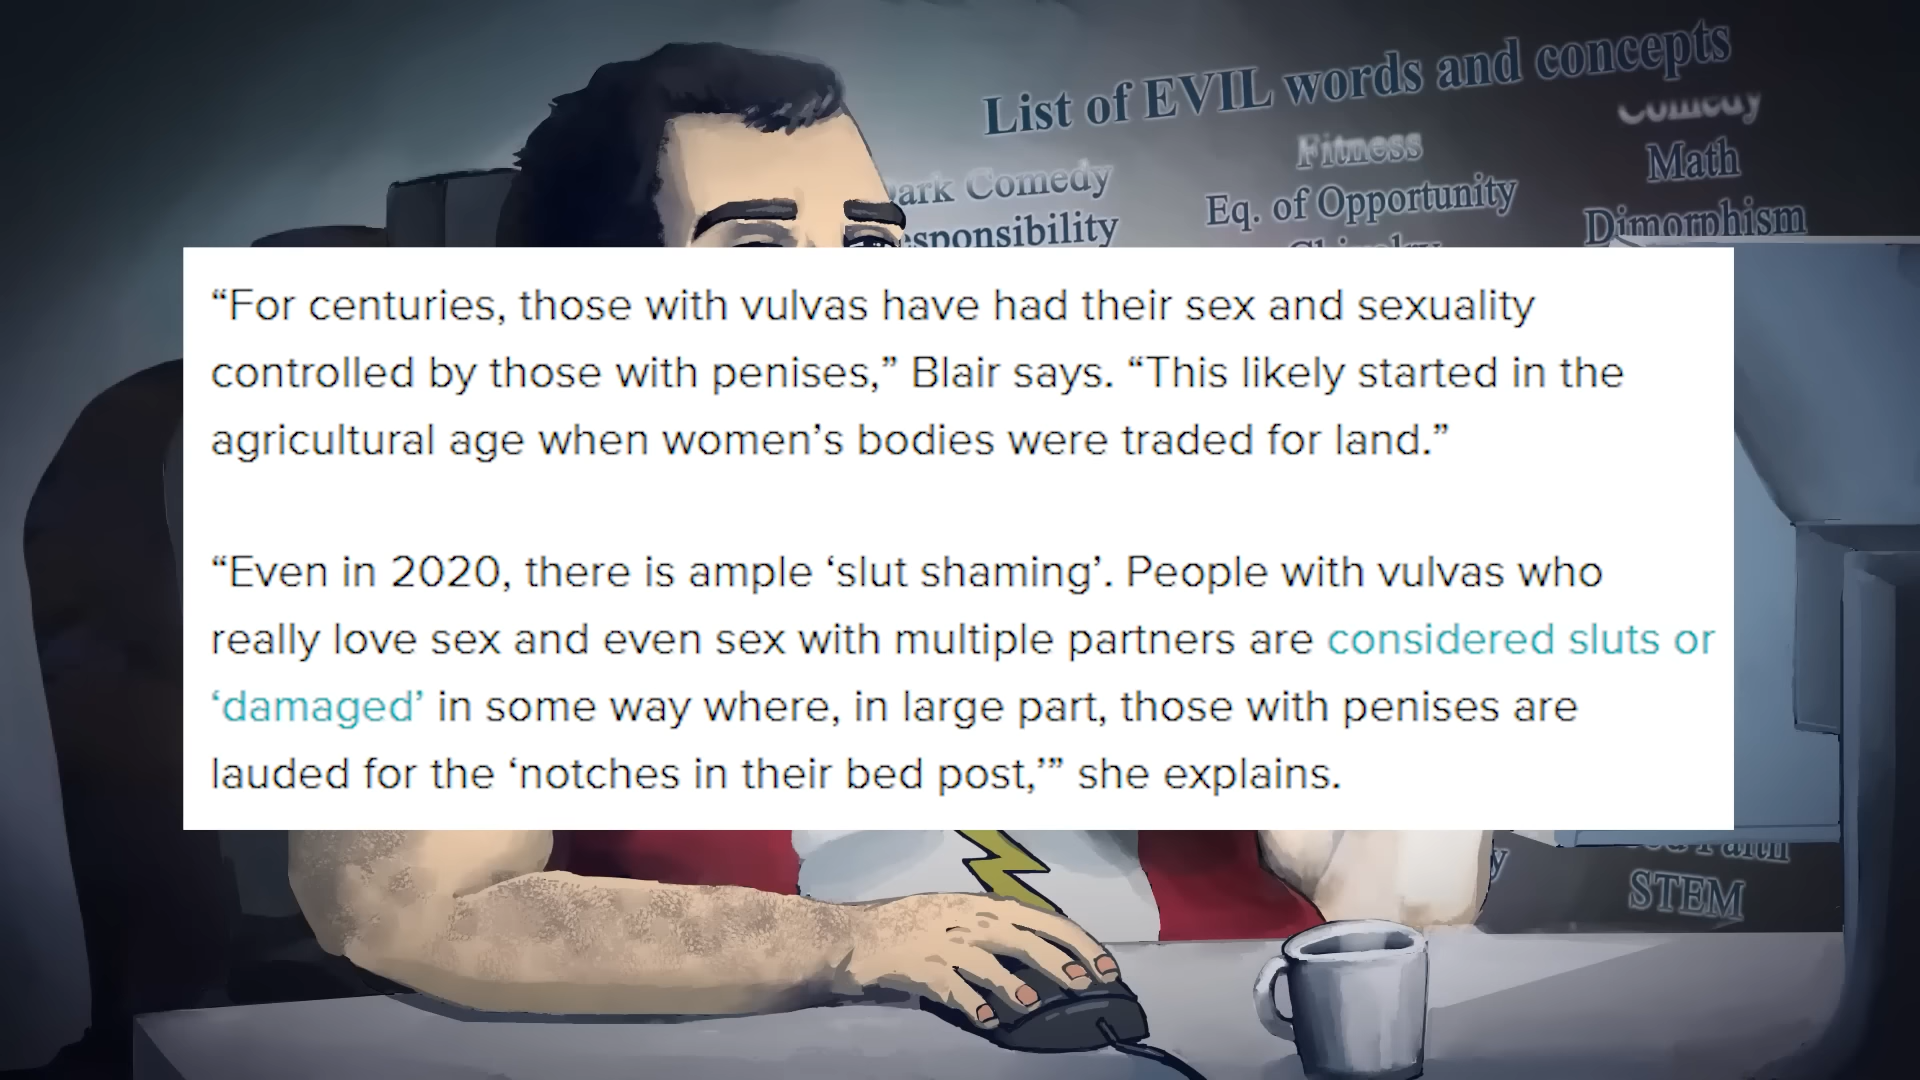 List of EVIL words and concepts
Comedy
Fitness
Math
Dark Comedy
Eq. of Opportunity
Dimorphism
“For centuries, those with vulvas have had their sex and sexuality
controlled by those with penises,” Blair says. “This likely started in the
agricultural age when women’s bodies were traded for land.”
“Even in 2020, there is ample ‘slut shaming’. People with vulvas who
really love sex and even sex with multiple partners are considered sluts or
‘damaged’ in some way where, in large part, those with penises are
lauded for the ‘notches in their bed post,’” she explains.
STEM